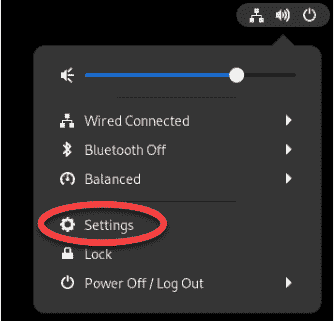 Wired Connected
Bluetooth Off
Balanced
Settings
Lock
Power Off / Log Out